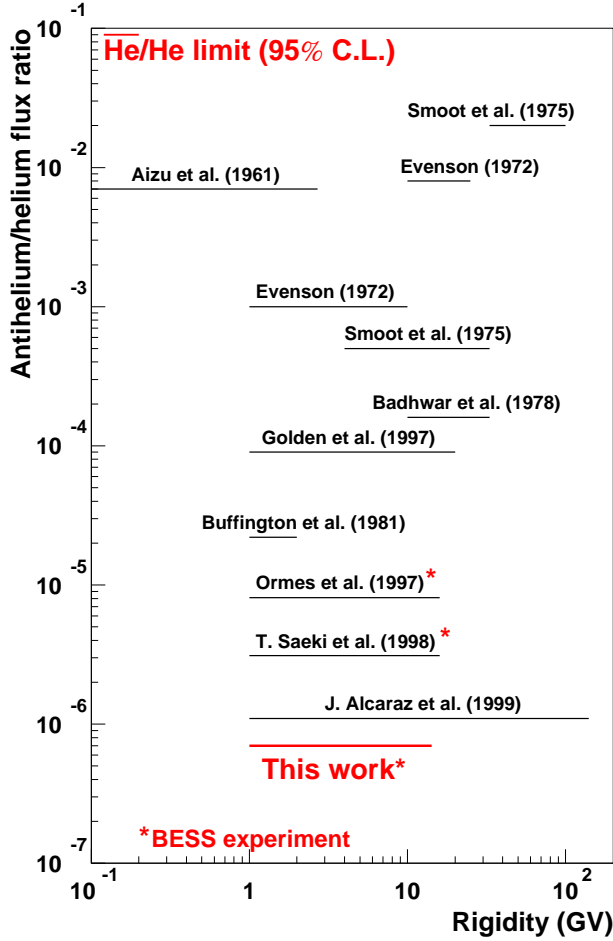 10 -1
He/He limit (95% C.L.)
Smoot et al. (1975)
10 -2
Aizu et al. (1961)
Evenson (1972)
10 -3
Evenson (1972)
Smoot et al. (1975)
Badhwar et al. (1978)
10 -4
Golden et al. (1997)
Buffington et al. (1981)
10 -5
Ormes et al. (1997)*
T. Saeki et al. (1998)*
10 -6
J. Alcaraz et al. (1999)
This work*
*BESS experiment
10 -7
10 -1
1
10
10 2
Rigidity (GV)
Antihelium/helium flux ratio